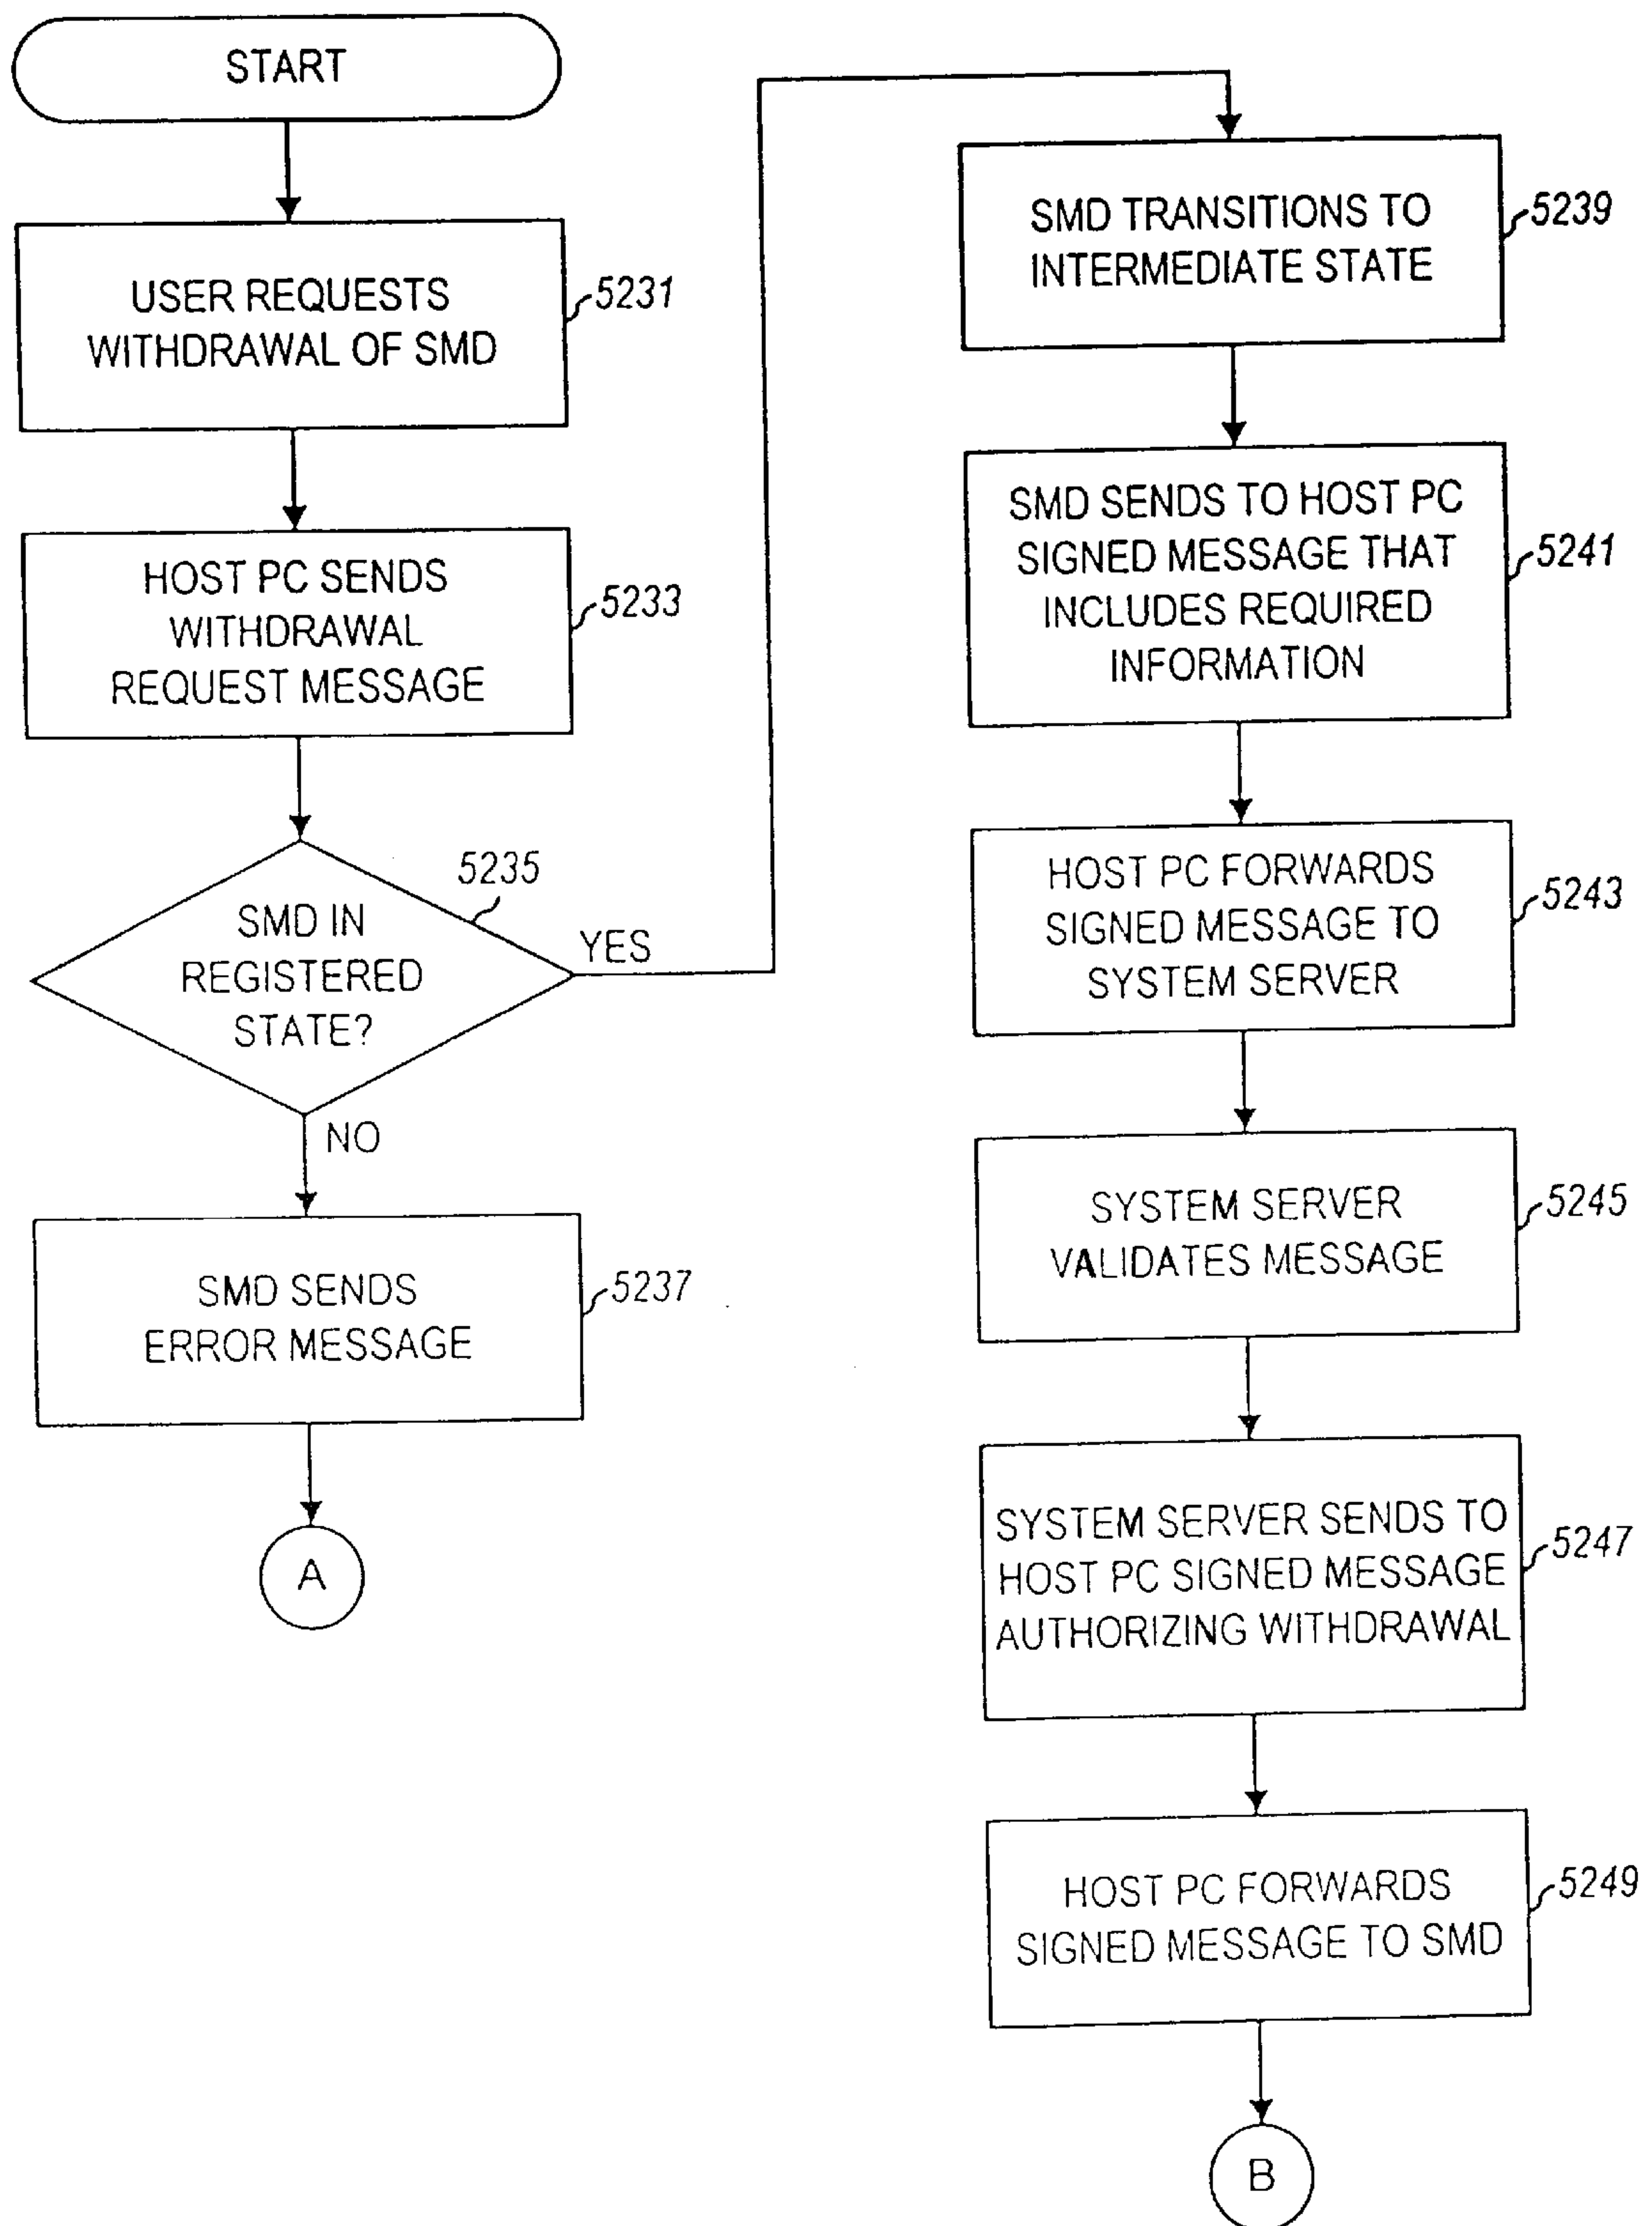 START
USER REQUESTS
WITHDRAWAL OF SMD
5231
HOST PC SENDS
WITHDRAWAL
REQUEST MESSAGE
5233
SMD IN
REGISTERED
STATE?
5235
YES
NO
SMD SENDS
ERROR MESSAGE
5237
A
SMD TRANSITIONS TO
INTERMEDIATE STATE
5239
SMD SENDS TO HOST PC
SIGNED MESSAGE THAT
INCLUDES REQUIRED
INFORMATION
5241
HOST PC FORWARDS
SIGNED MESSAGE TO
SYSTEM SERVER
5243
SYSTEM SERVER
VALIDATES MESSAGE
5245
SYSTEM SERVER SENDS TO
HOST PC SIGNED MESSAGE
AUTHORIZING WITHDRAWAL
5247
HOST PC FORWARDS
SIGNED MESSAGE TO SMD
5249
B